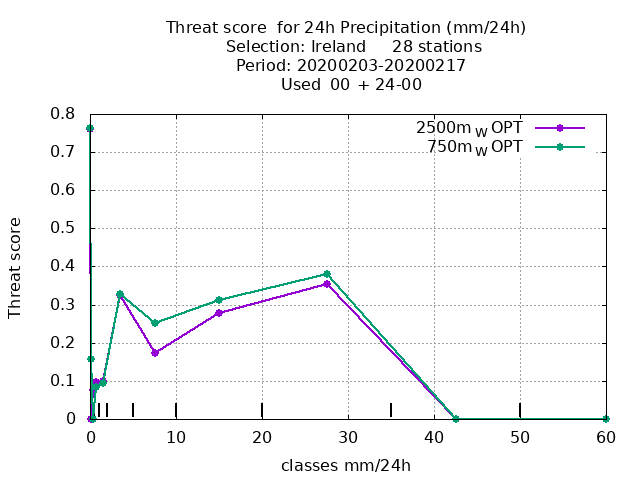 Threat score  for 24h Precipitation (mm/24h)
Selection: Ireland     28 stations
Period: 20200203-20200217
Used  00 + 24-00
2500m W OPT
750m W OPT
Threat score
0.8
0.7
0.6
0.5
0.4
0.3
0.2
0.1
0
0 10 20 30 40 50 60
classes mm/24h